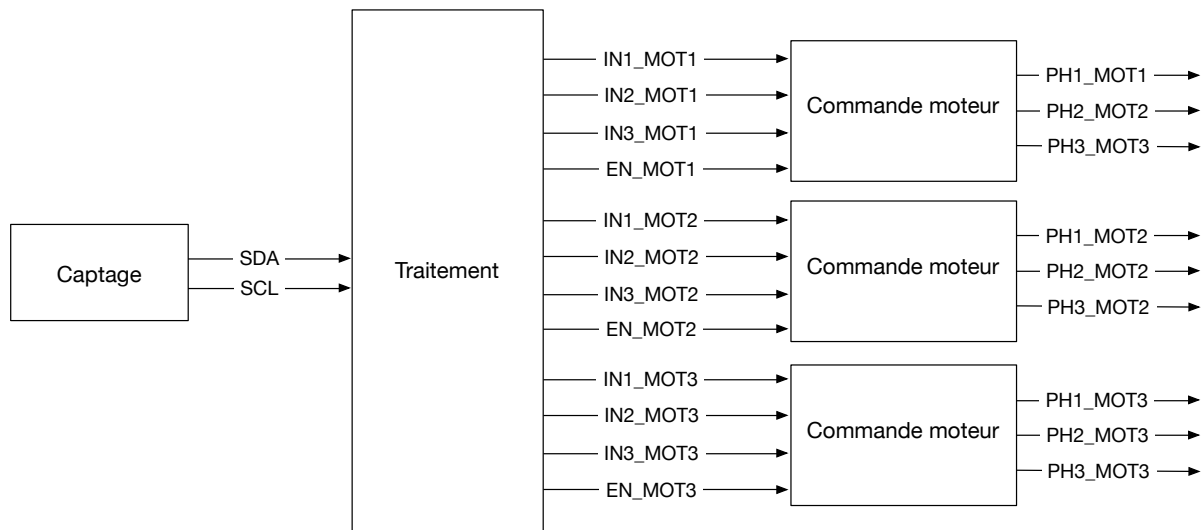 Captage
SDA
SCL
Traitement
IN1_MOT1
IN2_MOT1
IN3_MOT1
EN_MOT1
Commande moteur
PH1_MOT1
PH2_MOT2
PH3_MOT3
IN1_MOT2
IN2_MOT2
IN3_MOT2
EN_MOT2
Commande moteur
PH1_MOT2
PH2_MOT2
PH3_MOT2
IN1_MOT3
IN2_MOT3
IN3_MOT3
EN_MOT3
Commande moteur
PH1_MOT3
PH2_MOT3
PH3_MOT3